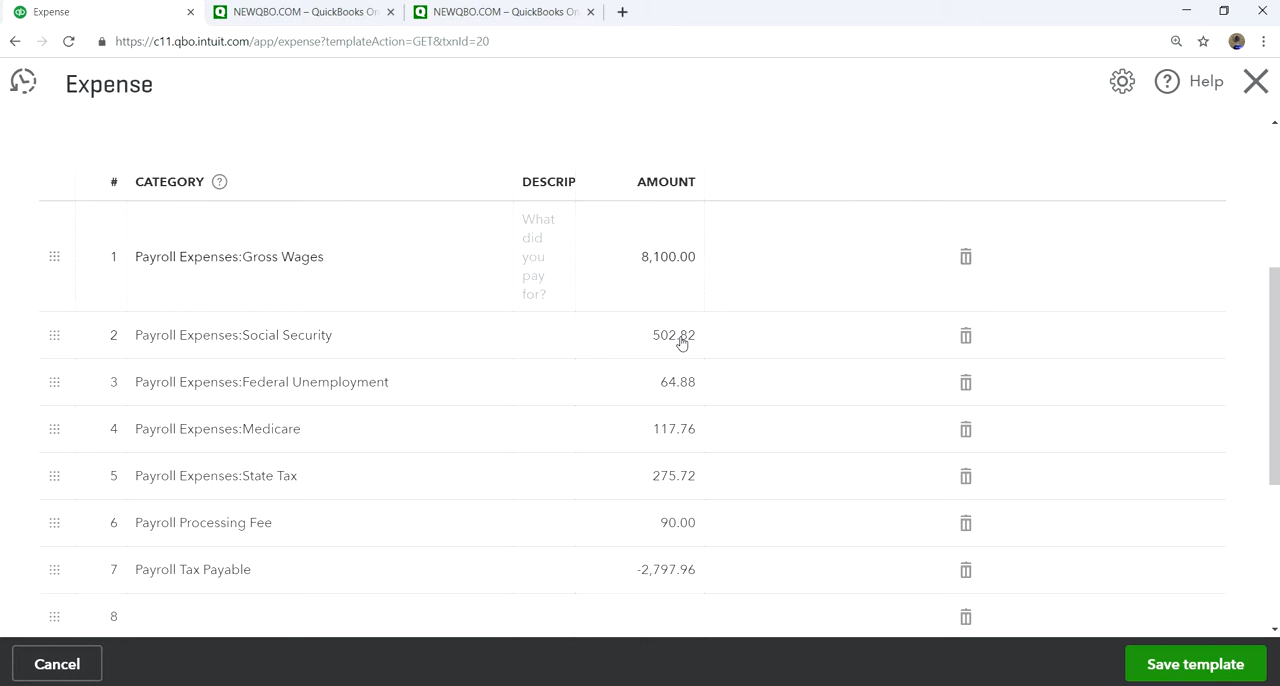 Expense
NEWQBO.COM – QuickBooks On
NEWQBO.COM – QuickBooks On
https://c11.qbo.intuit.com/app/expense?templateAction=GET&txnId=20
Expense
Help
# CATEGORY ? DESCRIP AMOUNT
1 Payroll Expenses:Gross Wages What did you pay for? 8,100.00
2 Payroll Expenses:Social Security 502.82
3 Payroll Expenses:Federal Unemployment 64.88
4 Payroll Expenses:Medicare 117.76
5 Payroll Expenses:State Tax 275.72
6 Payroll Processing Fee 90.00
7 Payroll Tax Payable -2,797.96
8
Cancel Save template